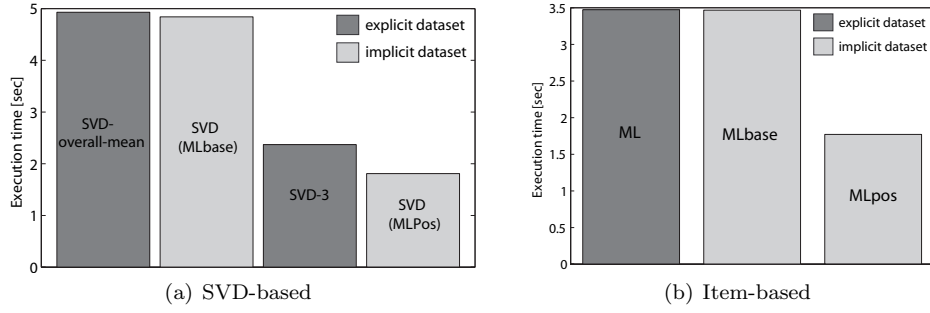 Execution time [sec]
5
4
3
2
1
0
explicit dataset
implicit dataset
SVD-
overall-mean
SVD
(MLbase)
SVD-3
SVD
(MLPos)
(a) SVD-based
Execution time [sec]
3.5
3
2.5
2
1.5
1
0.5
0
explicit dataset
implicit dataset
ML
MLbase
MLpos
(b) Item-based